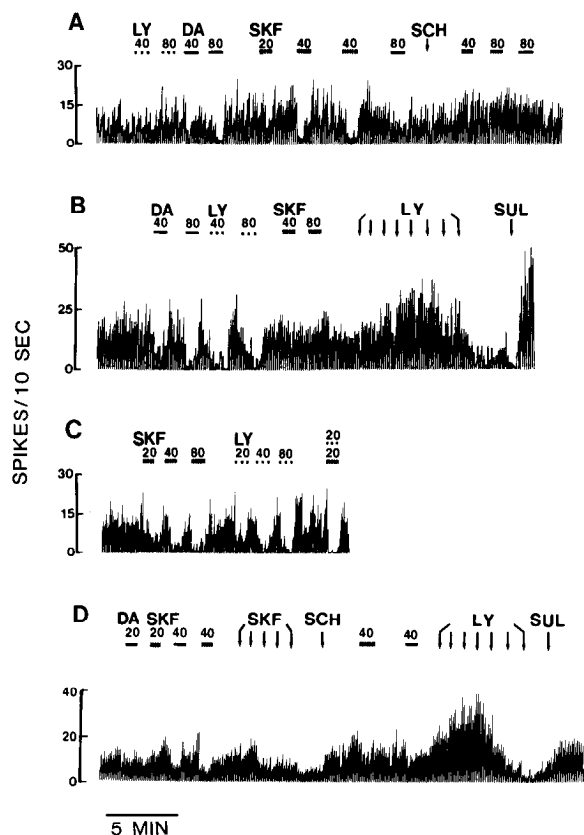 A
LY DA SKF SCH
40 80 40 80 20 40 40 80 40 80 80
30
15
0
B
DA LY SKF LY SUL
40 80 40 80 40 80
50
25
0
SPIKES/10 SEC
C
SKF LY 20
20 40 80 20 40 80 20
30
15
0
D
DA SKF SKF SCH LY SUL
20 20 40 40 40 40
40
20
0
5 MIN